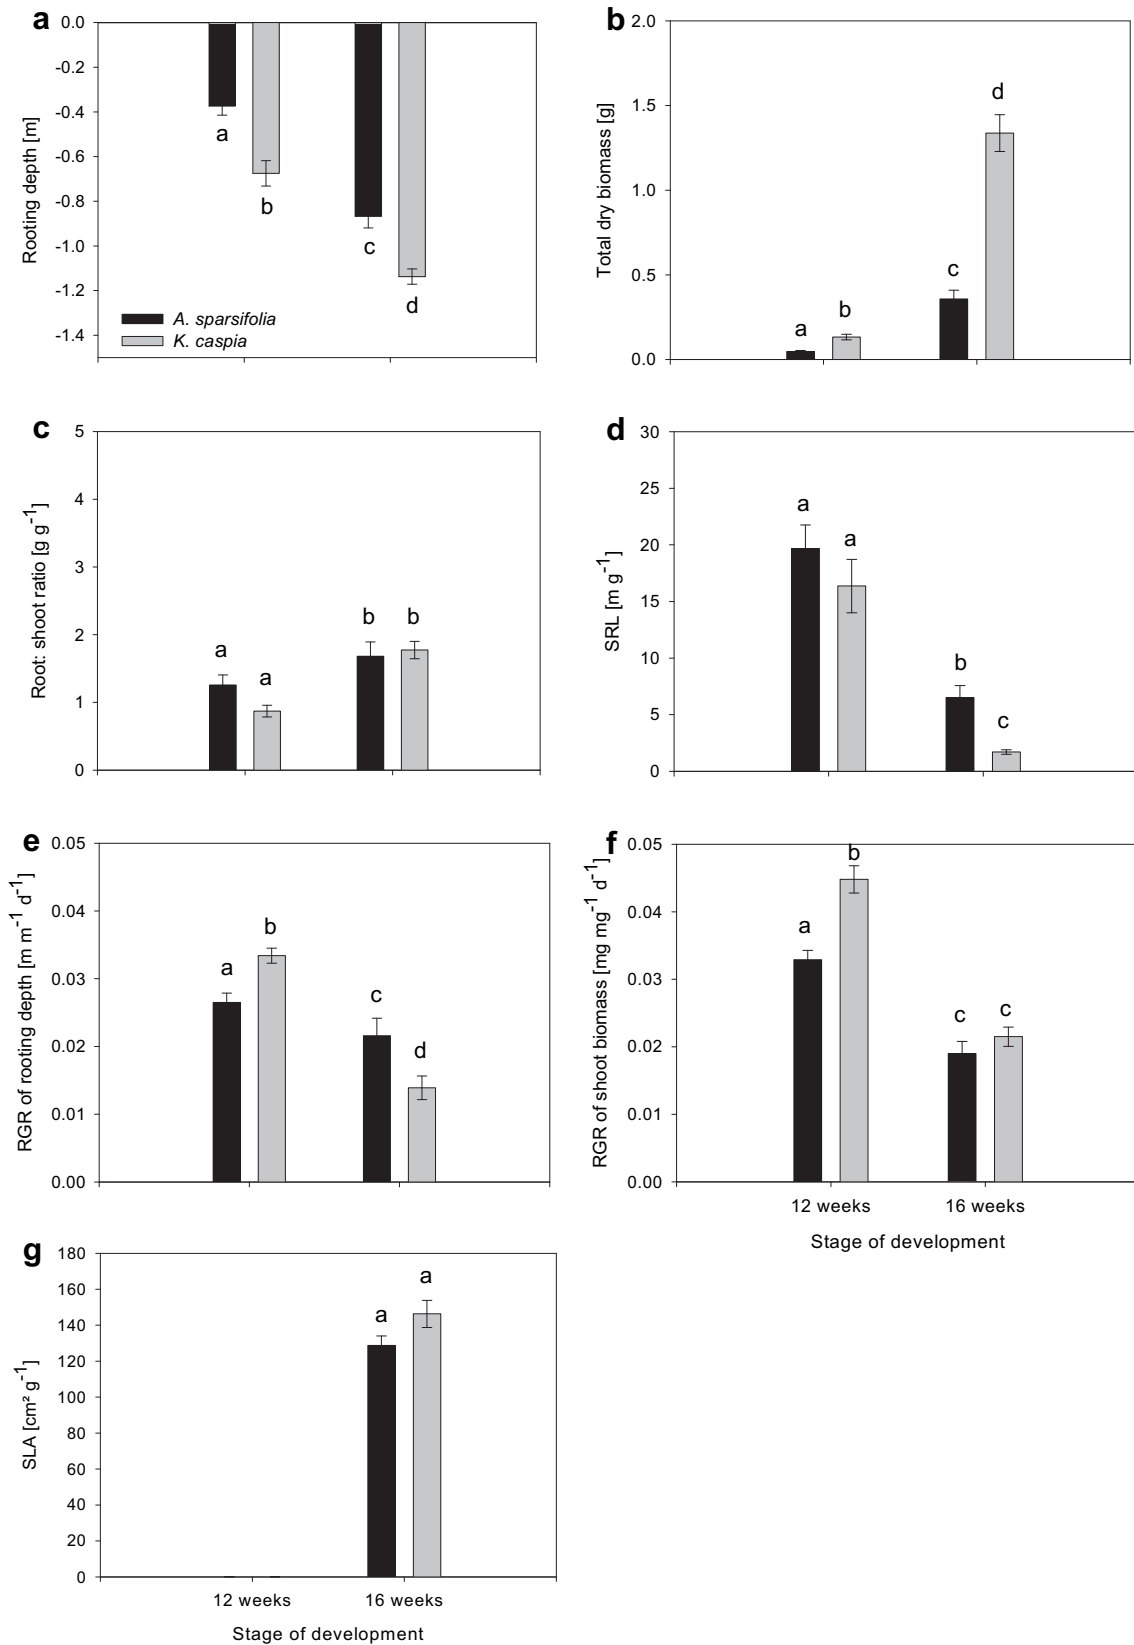 a
0.0
-0.2
-0.4
-0.6
-0.8
-1.0
-1.2
-1.4
Rooting depth [m]
a
b
c
d
A. sparsifolia
K. caspia
b
2.0
1.5
1.0
0.5
0.0
Total dry biomass [g]
a
b
c
d
c
5
4
3
2
1
0
Root: shoot ratio [g g-1]
a
a
b
b
d
30
25
20
15
10
5
0
SRL [m g-1]
a
a
b
c
e
0.05
0.04
0.03
0.02
0.01
0.00
RGR of rooting depth [m m-1 d-1]
a
b
c
d
f
0.05
0.04
0.03
0.02
0.01
0.00
RGR of shoot biomass [mg mg-1 d-1]
a
b
c
c
12 weeks 16 weeks
Stage of development
g
180
160
140
120
100
80
60
40
20
0
SLA [cm² g-1]
a
a
12 weeks 16 weeks
Stage of development